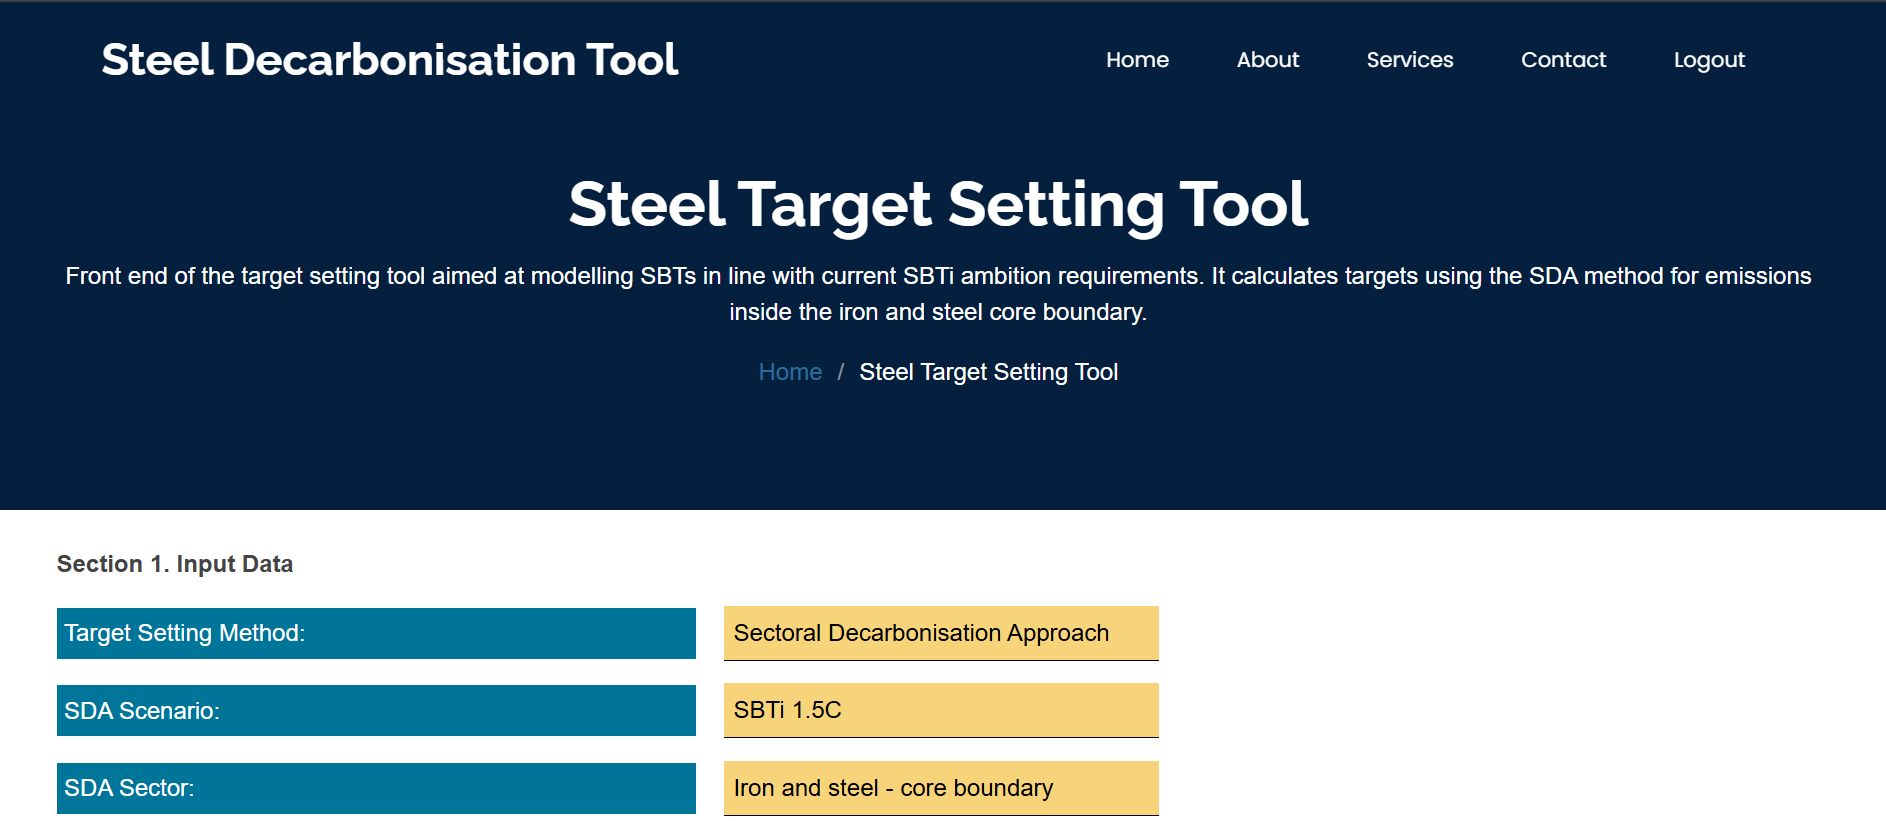 Steel Decarbonisation Tool
Home About Services Contact Logout
Steel Target Setting Tool
Front end of the target setting tool aimed at modelling SBTs in line with current SBTi ambition requirements. It calculates targets using the SDA method for emissions
inside the iron and steel core boundary.
Home / Steel Target Setting Tool
Section 1. Input Data
Target Setting Method: Sectoral Decarbonisation Approach
SDA Scenario: SBTi 1.5C
SDA Sector: Iron and steel - core boundary